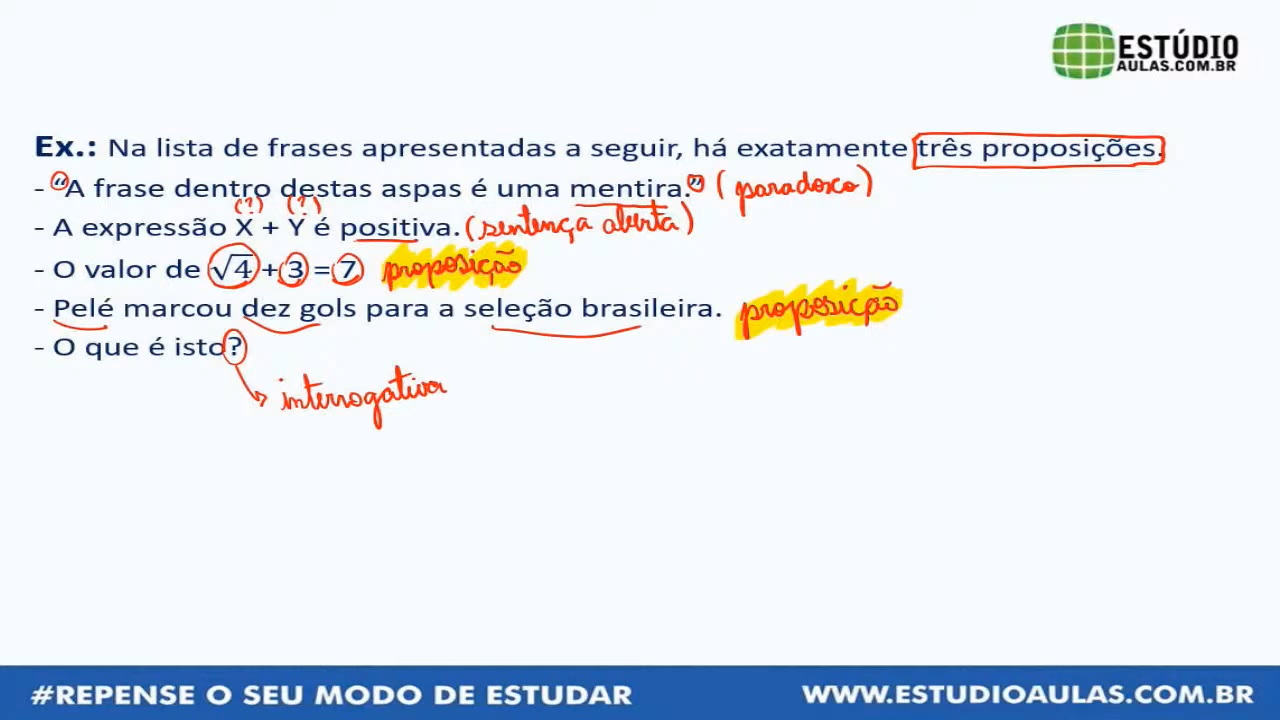 ESTÚDIO
AULAS.COM.BR
Ex.: Na lista de frases apresentadas a seguir, há exatamente três proposições.
- "A frase dentro destas aspas é uma mentira." (paradoxo)
(?) (?)
- A expressão X + Y é positiva. (sentença aberta)
- O valor de √4 + 3 = 7 proposição
- Pelé marcou dez gols para a seleção brasileira. proposição
- O que é isto?
interrogativa
#REPENSE O SEU MODO DE ESTUDAR WWW.ESTUDIOAULAS.COM.BR